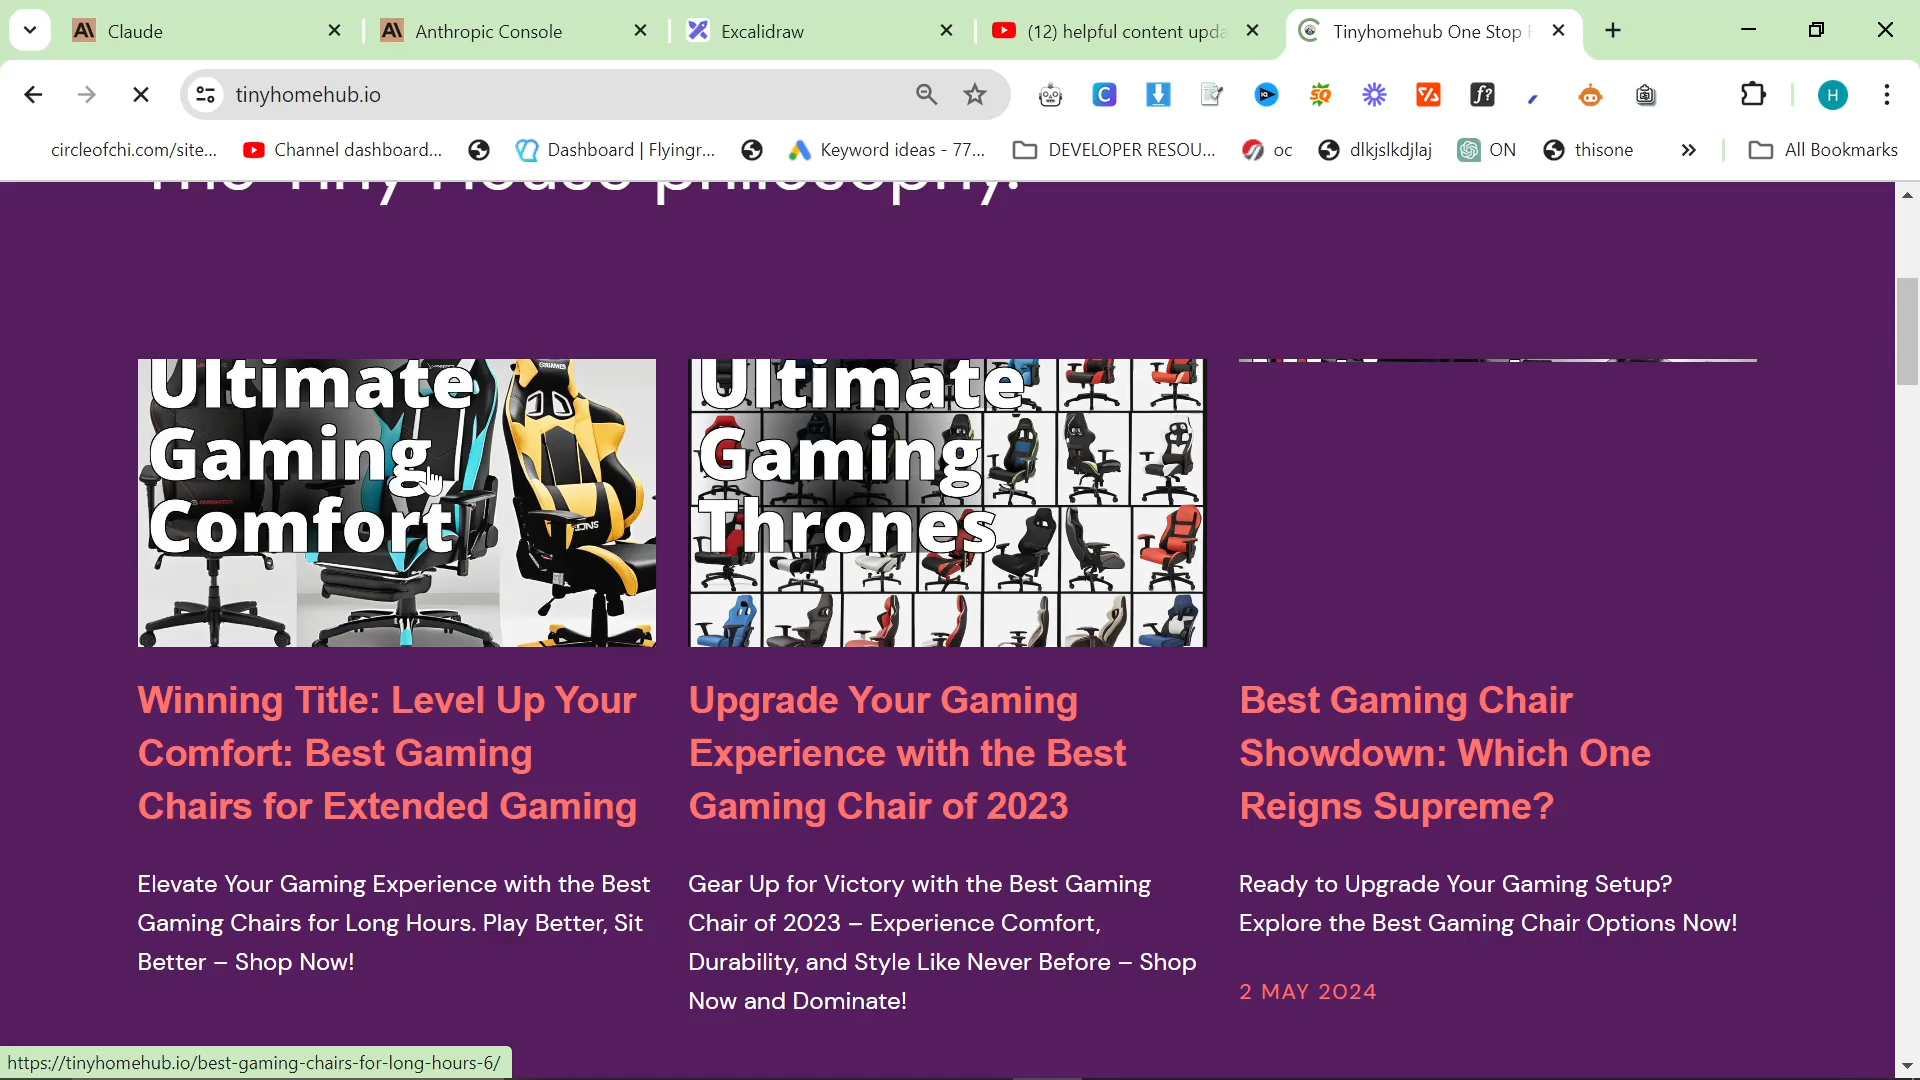 Claude
Anthropic Console
Excalidraw
(12) helpful content upda
Tinyhomehub One Stop
tinyhomehub.io
H
circleofchi.com/site...
Channel dashboard...
Dashboard | Flyingr...
Keyword ideas - 77...
DEVELOPER RESOU...
oc
dlkjslkdjlaj
ON
thisone
All Bookmarks
The Tiny House philosophy.
Ultimate
Gaming
Comfort
Ultimate
Gaming
Thrones
Winning Title: Level Up Your
Comfort: Best Gaming
Chairs for Extended Gaming
Upgrade Your Gaming
Experience with the Best
Gaming Chair of 2023
Best Gaming Chair
Showdown: Which One
Reigns Supreme?
Elevate Your Gaming Experience with the Best
Gaming Chairs for Long Hours. Play Better, Sit
Better – Shop Now!
Gear Up for Victory with the Best Gaming
Chair of 2023 – Experience Comfort,
Durability, and Style Like Never Before – Shop
Now and Dominate!
Ready to Upgrade Your Gaming Setup?
Explore the Best Gaming Chair Options Now!
2 MAY 2024
https://tinyhomehub.io/best-gaming-chairs-for-long-hours-6/